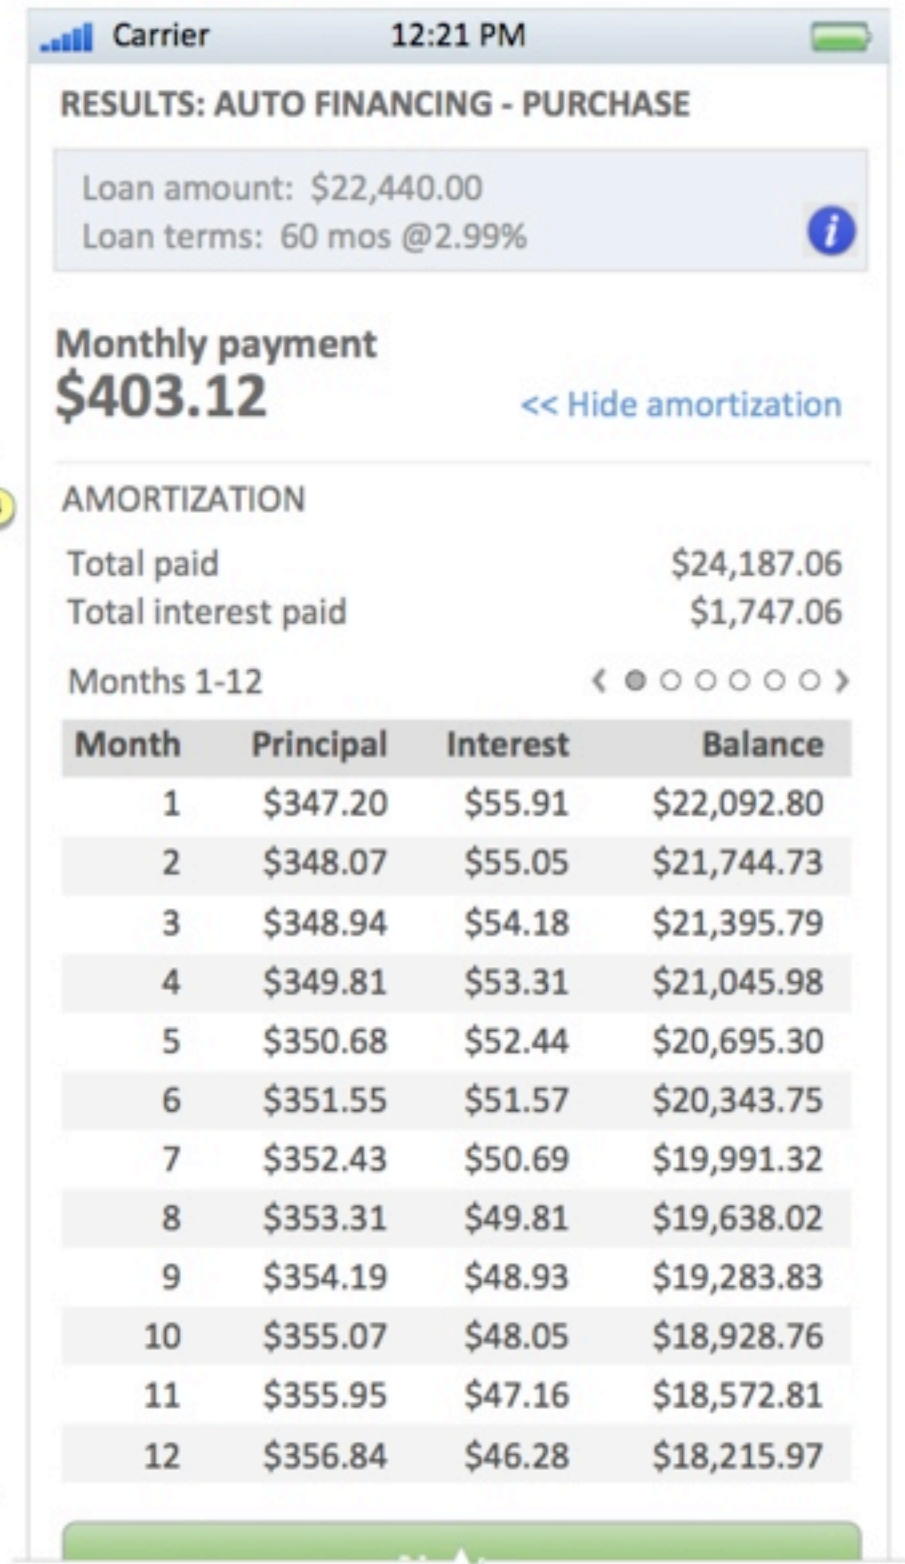 Carrier 12:21 PM
RESULTS: AUTO FINANCING - PURCHASE
Loan amount: $22,440.00
Loan terms: 60 mos @2.99%
i
Monthly payment
$403.12
<< Hide amortization
AMORTIZATION
Total paid $24,187.06
Total interest paid $1,747.06
Months 1-12
Month Principal Interest Balance
1 $347.20 $55.91 $22,092.80
2 $348.07 $55.05 $21,744.73
3 $348.94 $54.18 $21,395.79
4 $349.81 $53.31 $21,045.98
5 $350.68 $52.44 $20,695.30
6 $351.55 $51.57 $20,343.75
7 $352.43 $50.69 $19,991.32
8 $353.31 $49.81 $19,638.02
9 $354.19 $48.93 $19,283.83
10 $355.07 $48.05 $18,928.76
11 $355.95 $47.16 $18,572.81
12 $356.84 $46.28 $18,215.97